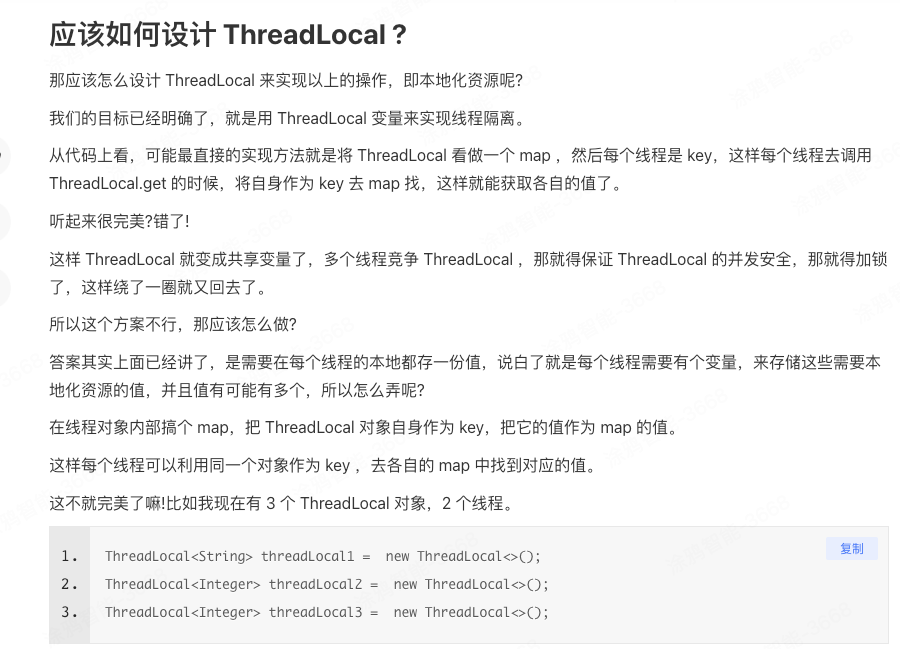 应该如何设计 ThreadLocal ?
那应该怎么设计 ThreadLocal 来实现以上的操作，即本地化资源呢?
我们的目标已经明确了，就是用 ThreadLocal 变量来实现线程隔离。
从代码上看，可能最直接的实现方法就是将 ThreadLocal 看做一个 map ，然后每个线程是 key，这样每个线程去调用
ThreadLocal.get 的时候，将自身作为 key 去 map 找，这样就能获取各自的值了。
听起来很完美?错了!
这样 ThreadLocal 就变成共享变量了，多个线程竞争 ThreadLocal ，那就得保证 ThreadLocal 的并发安全，那就得加锁
了，这样绕了一圈就又回去了。
所以这个方案不行，那应该怎么做?
答案其实上面已经讲了，是需要在每个线程的本地都存一份值，说白了就是每个线程需要有个变量，来存储这些需要本
地化资源的值，并且值有可能有多个，所以怎么弄呢?
在线程对象内部搞个 map，把 ThreadLocal 对象自身作为 key，把它的值作为 map 的值。
这样每个线程可以利用同一个对象作为 key ，去各自的 map 中找到对应的值。
这不就完美了嘛!比如我现在有 3 个 ThreadLocal 对象，2 个线程。
复制
1. ThreadLocal<String> threadLocal1 =  new ThreadLocal<>();
2. ThreadLocal<Integer> threadLocal2 =  new ThreadLocal<>();
3. ThreadLocal<Integer> threadLocal3 =  new ThreadLocal<>();